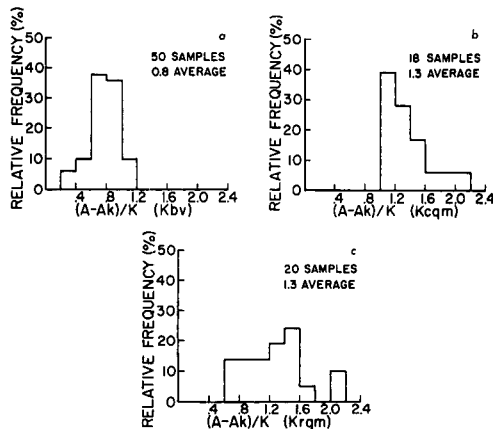 a
RELATIVE FREQUENCY (%)
50
40
30
20
10
50 SAMPLES
0.8 AVERAGE
.4 .8 1.2 1.6 2.0 2.4
(A-Ak)/K (Kbv)
b
RELATIVE FREQUENCY (%)
50
40
30
20
10
18 SAMPLES
1.3 AVERAGE
.4 .8 1.2 1.6 2.0 2.4
(A-Ak)/K (Kcqm)
c
RELATIVE FREQUENCY (%)
50
40
30
20
10
0
20 SAMPLES
1.3 AVERAGE
.4 .8 1.2 1.6 2.0 2.4
(A-Ak)/K (Krqm)